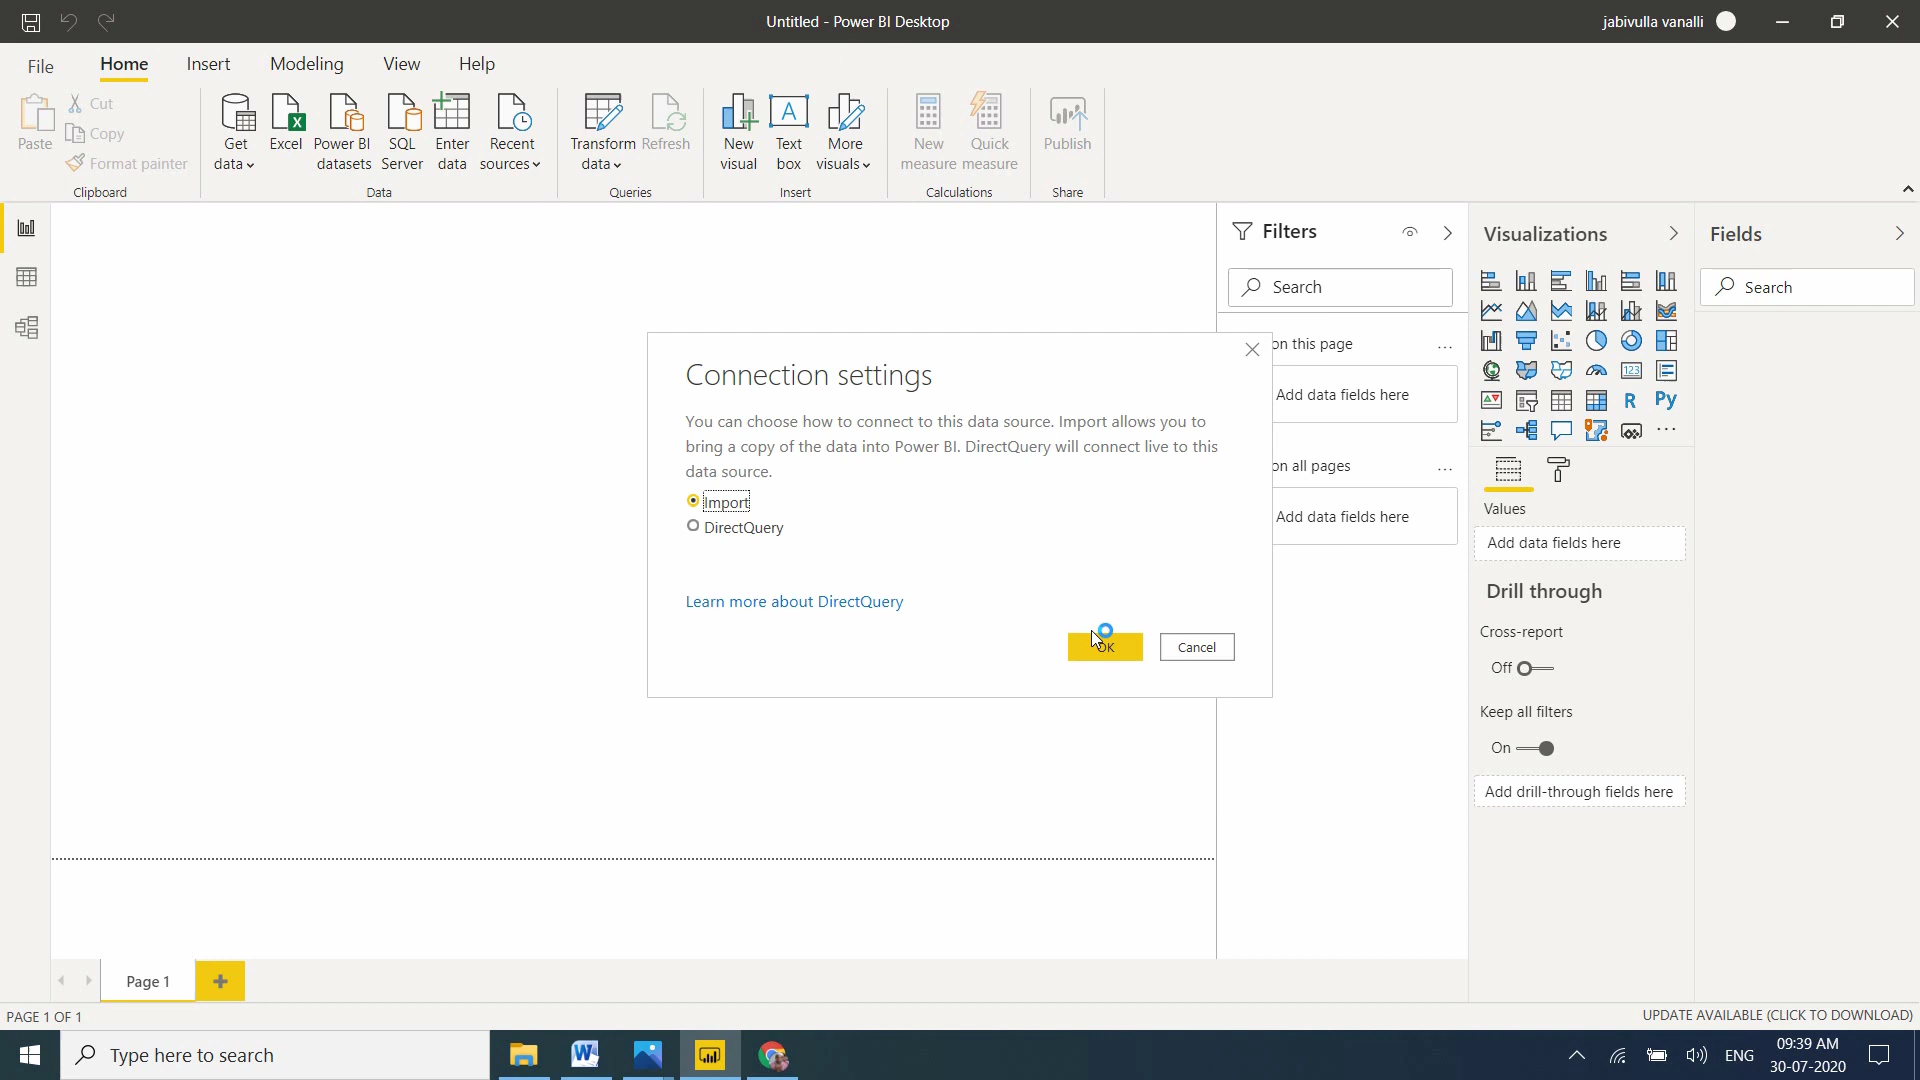 Untitled - Power BI Desktop
jabivulla vanalli
File
Home
Insert
Modeling
View
Help
Paste
Cut
Copy
Format painter
Clipboard
Get
data
Excel
Power BI
datasets
SQL
Server
Enter
data
Recent
sources
Data
Transform
data
Refresh
Queries
New
visual
Text
box
More
visuals
Insert
New
measure
Quick
measure
Calculations
Publish
Share
Filters
Search
on this page
...
Add data fields here
on all pages
...
Add data fields here
Visualizations
123
R
Py
...
Values
Add data fields here
Drill through
Cross-report
Off
Keep all filters
On
Add drill-through fields here
Fields
Search
Connection settings
You can choose how to connect to this data source. Import allows you to
bring a copy of the data into Power BI. DirectQuery will connect live to this
data source.
Import
DirectQuery
Learn more about DirectQuery
OK
Cancel
Page 1
PAGE 1 OF 1
UPDATE AVAILABLE (CLICK TO DOWNLOAD)
Type here to search
ENG
09:39 AM
30-07-2020